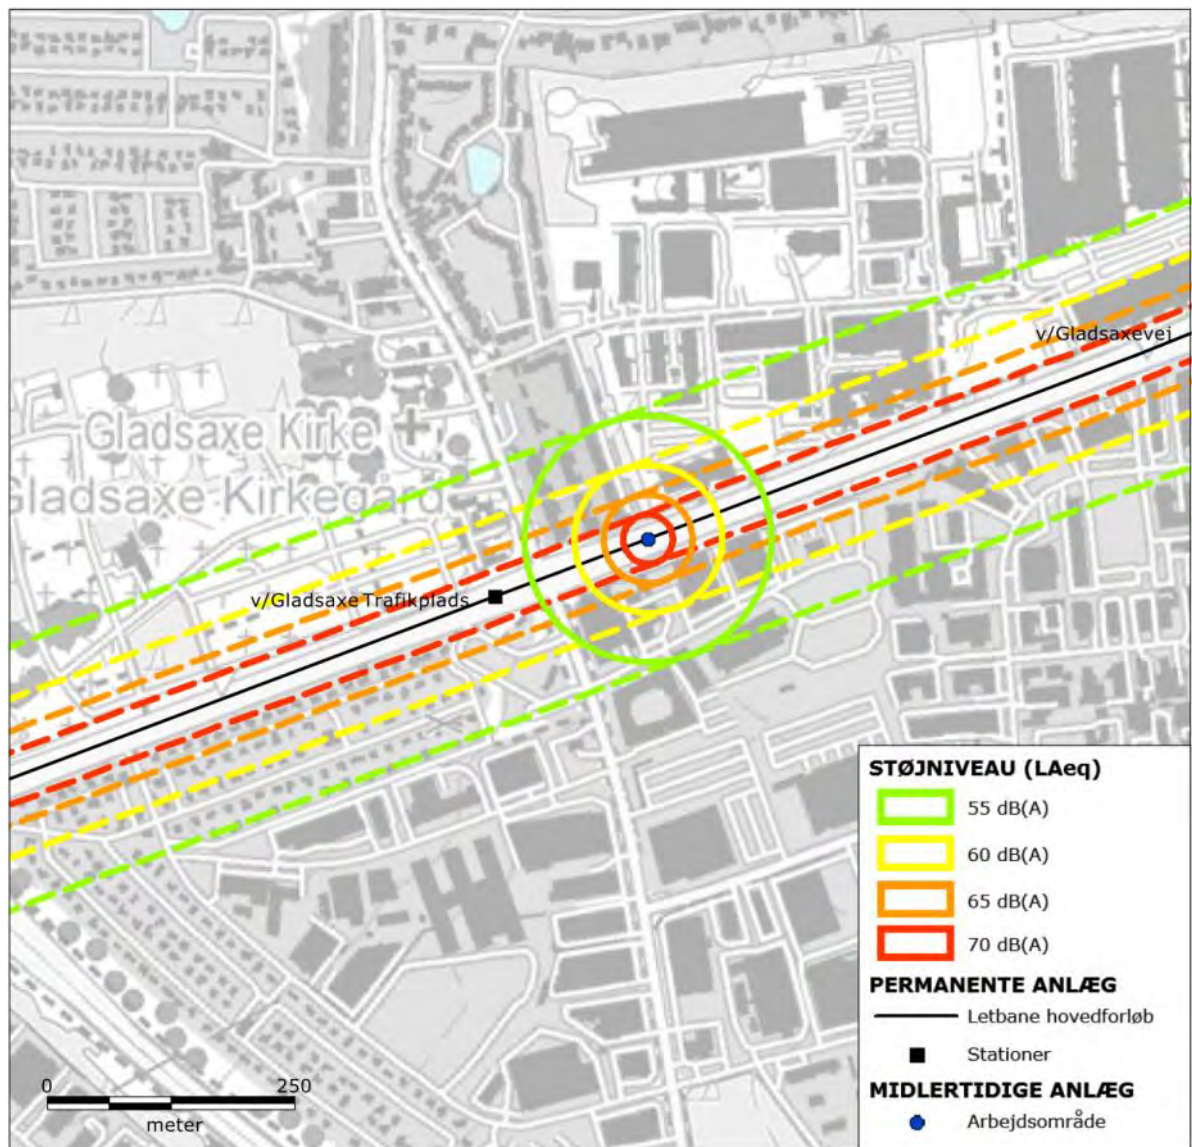 v/Gladsaxevej
Gladsaxe Kirke
Gladsaxe Kirkegård
v/Gladsaxe Trafikplads
STØJNIVEAU (LAeq)
55 dB(A)
60 dB(A)
65 dB(A)
70 dB(A)
PERMANENTE ANLÆG
Letbane hovedforløb
Stationer
MIDLERTIDIGE ANLÆG
Arbejdsområde
0 250
meter